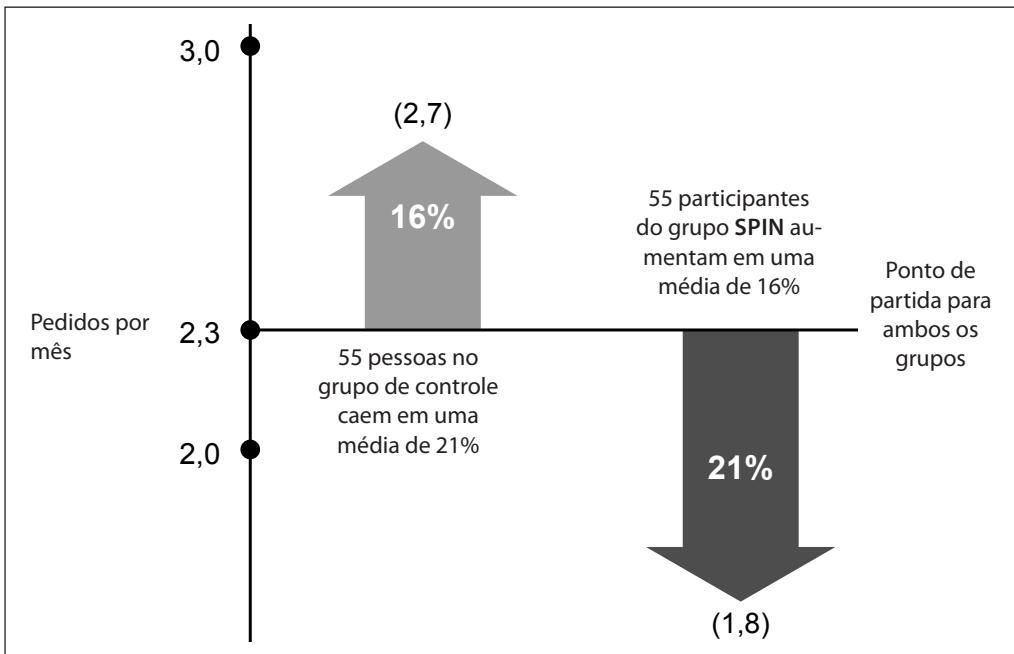 3,0
(2,7)
16%
55 participantes
do grupo SPIN au-
mentam em uma
média de 16%
Ponto de
partida para
ambos os
grupos
Pedidos por
mês
2,3
55 pessoas no
grupo de controle
caem em uma
média de 21%
2,0
21%
(1,8)